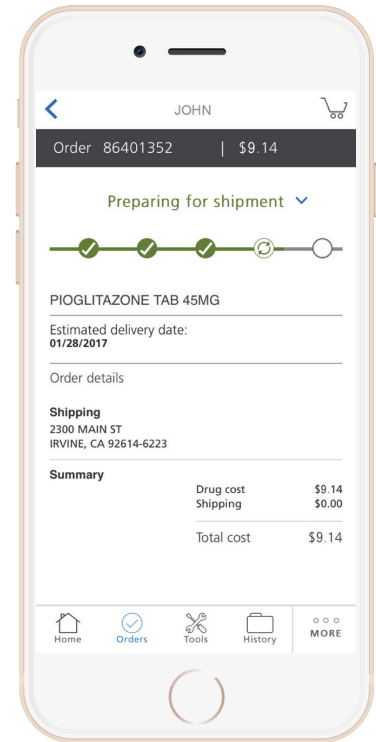 JOHN
Order 86401352 | $9.14
Preparing for shipment
PIOGLITAZONE TAB 45MG
Estimated delivery date:
01/28/2017
Order details
Shipping
2300 MAIN ST
IRVINE, CA 92614-6223
Summary
Drug cost $9.14
Shipping $0.00
Total cost $9.14
Home Orders Tools History MORE